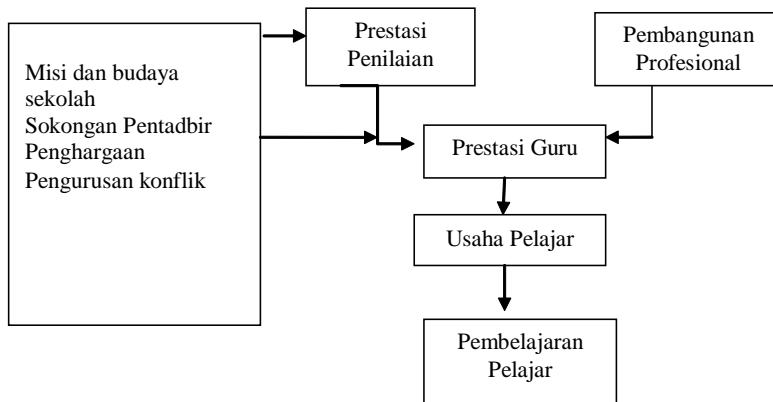 Prestasi
Penilaian
Pembangunan
Profesional
Misi dan budaya
sekolah
Sokongan Pentadbir
Penghargaan
Pengurusan konflik
Prestasi Guru
Usaha Pelajar
Pembelajaran
Pelajar